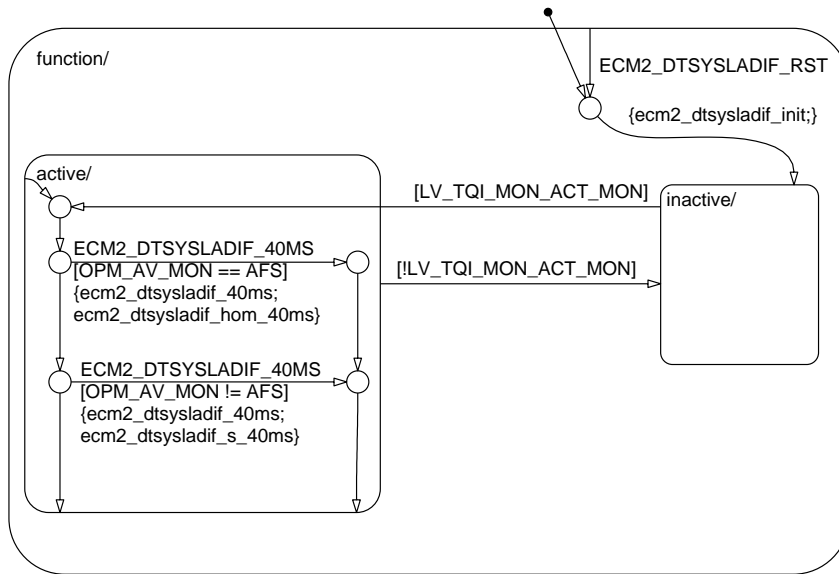 function/
ECM2_DTSYSLADIF_RST
{ecm2_dtsysladif_init;}
active/
[LV_TQI_MON_ACT_MON]
inactive/
ECM2_DTSYSLADIF_40MS
[OPM_AV_MON == AFS]
{ecm2_dtsysladif_40ms;
ecm2_dtsysladif_hom_40ms}
[!LV_TQI_MON_ACT_MON]
ECM2_DTSYSLADIF_40MS
[OPM_AV_MON != AFS]
{ecm2_dtsysladif_40ms;
ecm2_dtsysladif_s_40ms}